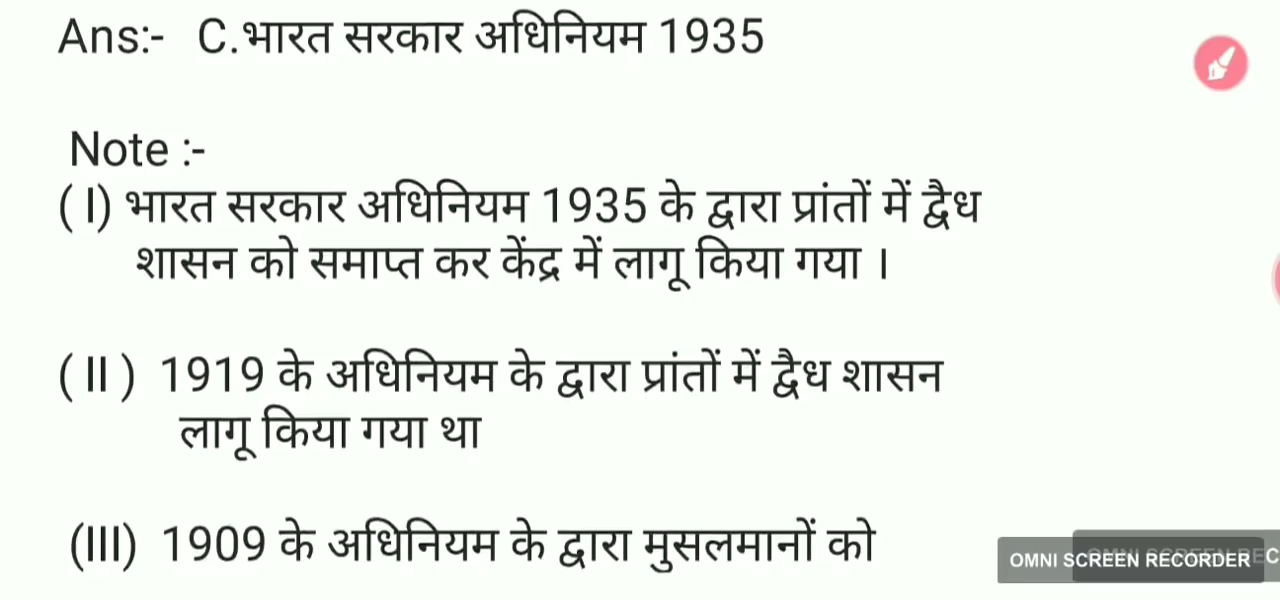 Ans:- C.भारत सरकार अधिनियम 1935
Note :-
( I) भारत सरकार अधिनियम 1935 के द्वारा प्रांतों में द्वैध
शासन को समाप्त कर केंद्र में लागू किया गया ।
( II ) 1919 के अधिनियम के द्वारा प्रांतों में द्वैध शासन
लागू किया गया था
(III) 1909 के अधिनियम के द्वारा मुसलमानों को
OMNI SCREEN RECORDER